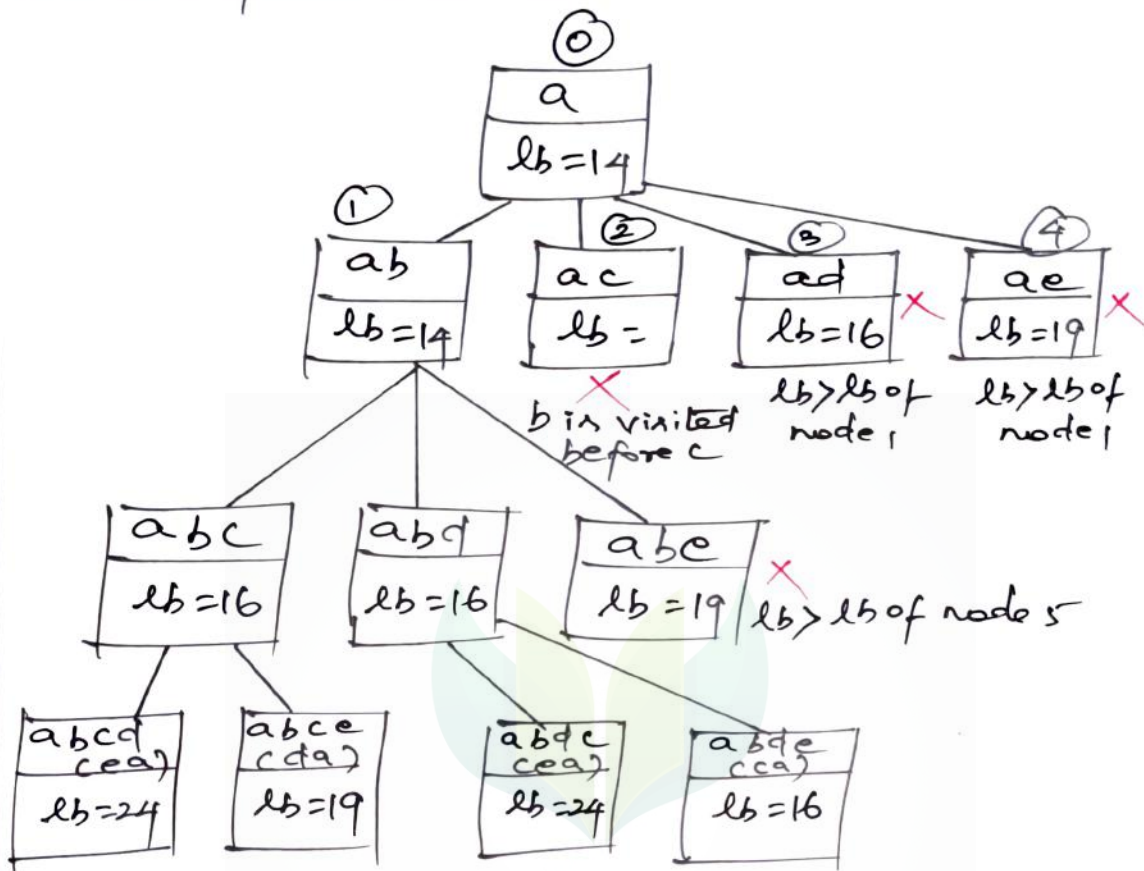 0
a
lb=14
1
ab
lb=14
2
ac
lb=
b is visited
before c
3
ad
lb=16
lb>lb of
node 1
4
ae
lb=19
lb>lb of
node 1
abc
lb=16
abd
lb=16
abe
lb=19
lb>lb of node 5
abcd
(ea)
lb=24
abce
(da)
lb=19
abdc
(ea)
lb=24
abde
(ca)
lb=16